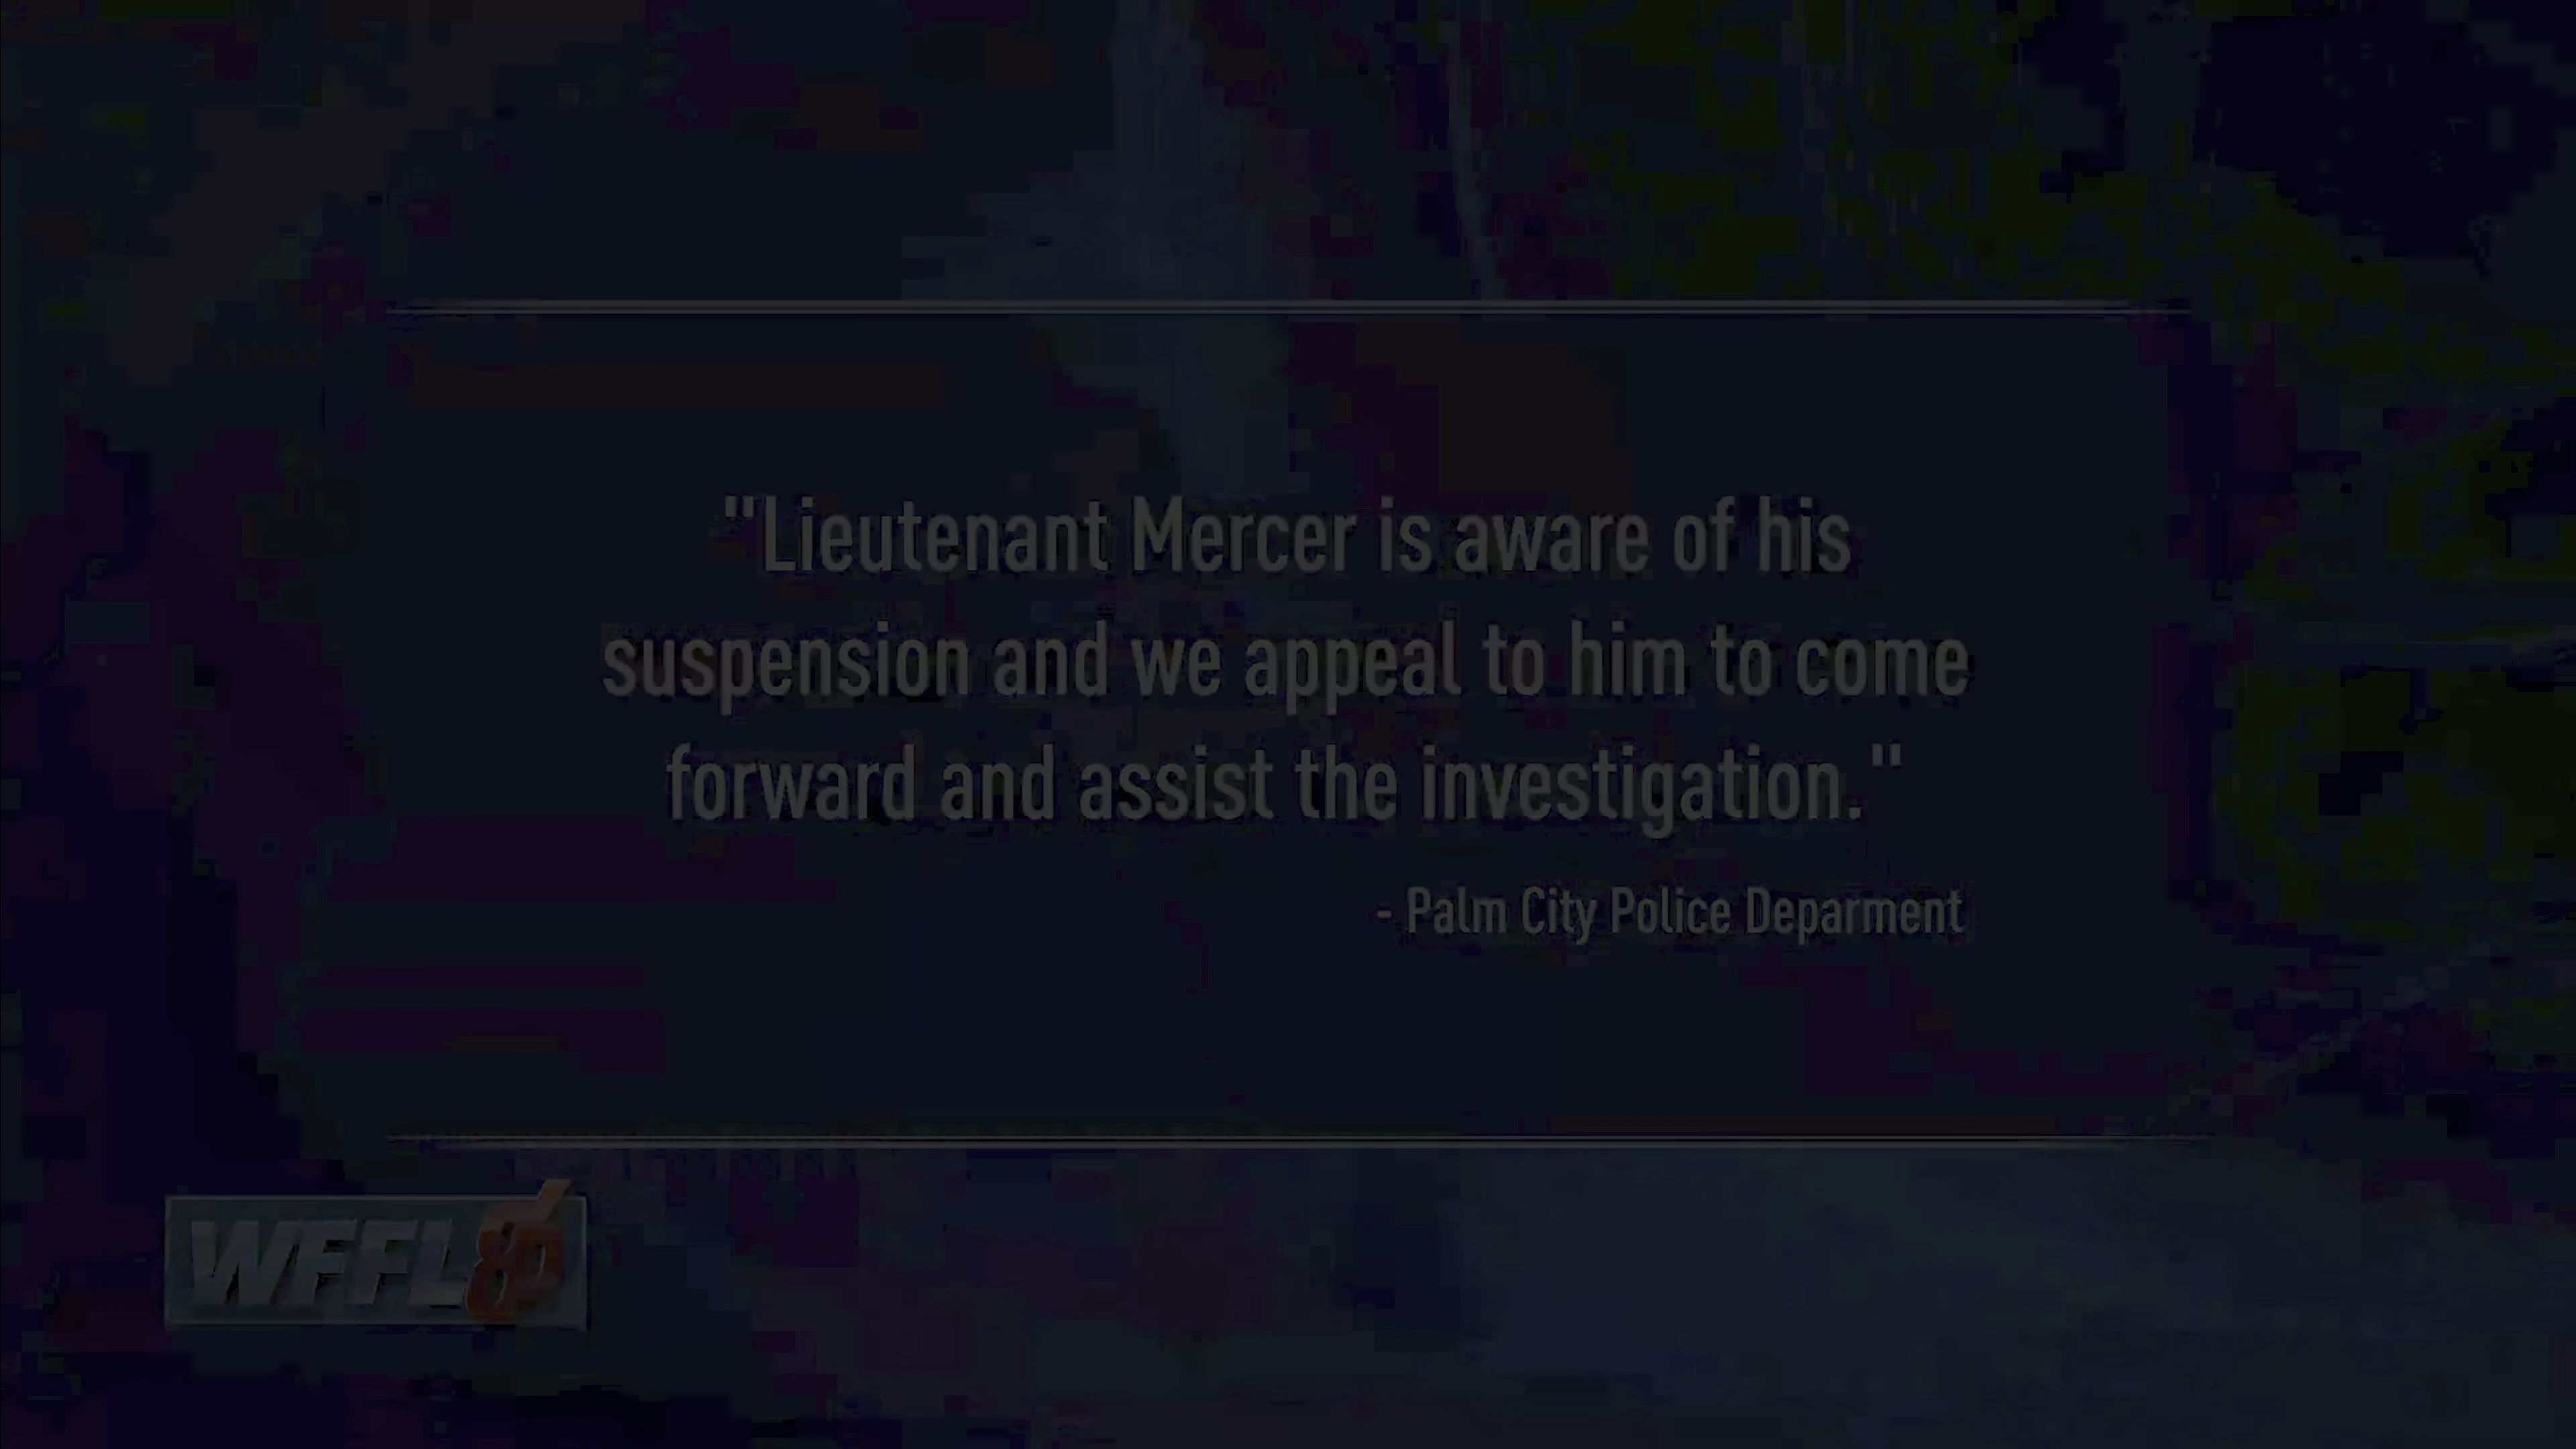 "Lieutenant Mercer is aware of his
suspension and we appeal to him to come
forward and assist the investigation."
- Palm City Police Deparment
WFFL 8